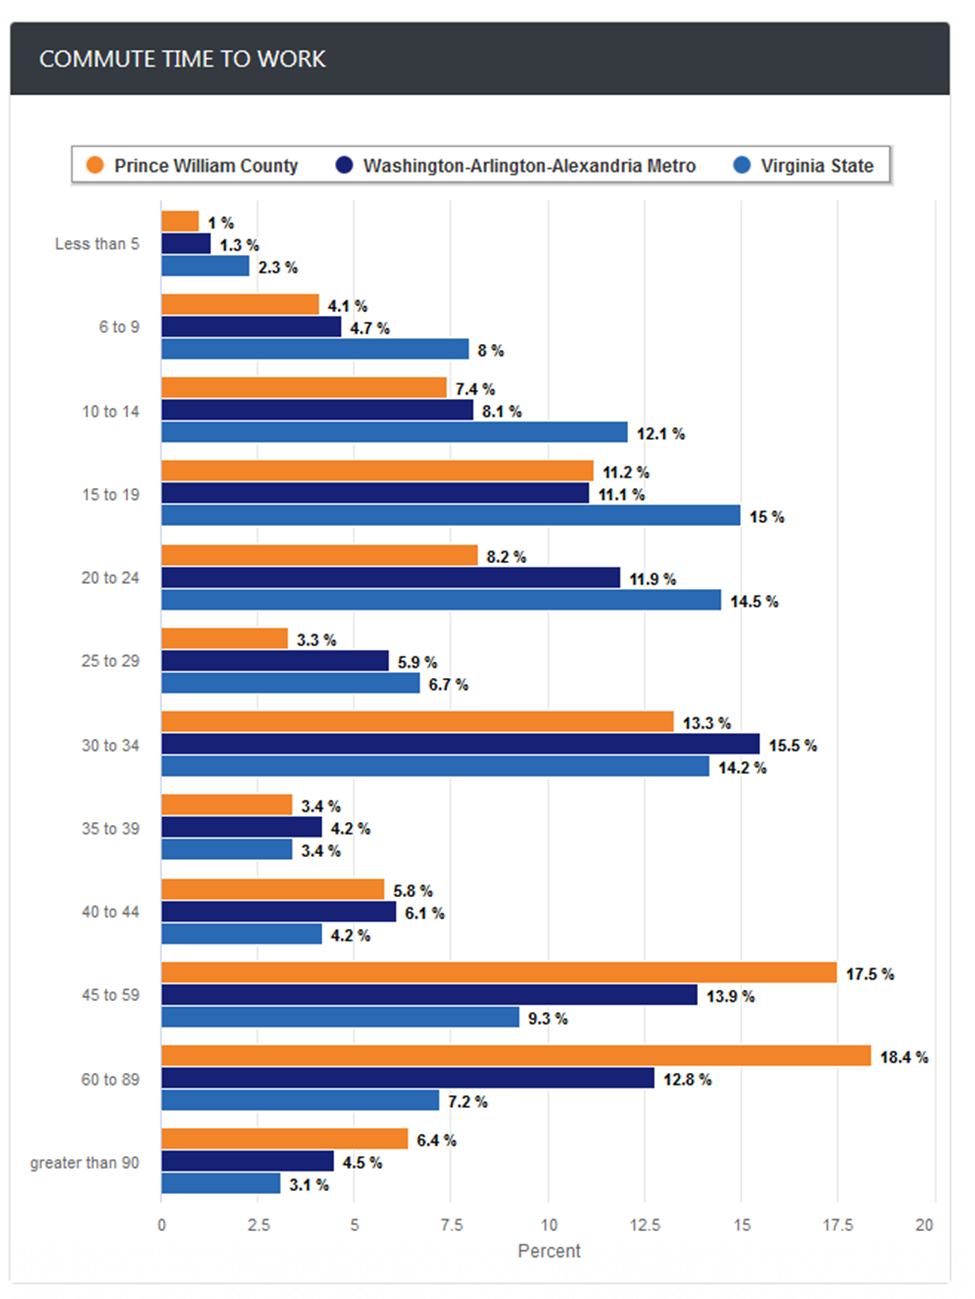 COMMUTE TIME TO WORK
Prince William County Washington-Arlington-Alexandria Metro Virginia State
1 %
Less than 5 1.3 %
2.3 %
4.1 %
6 to 9 4.7 %
8 %
7.4 %
10 to 14 8.1 %
12.1 %
11.2 %
15 to 19 11.1 %
15 %
8.2 %
20 to 24 11.9 %
14.5 %
3.3 %
25 to 29 5.9 %
6.7 %
13.3 %
30 to 34 15.5 %
14.2 %
3.4 %
35 to 39 4.2 %
3.4 %
5.8 %
40 to 44 6.1 %
4.2 %
17.5 %
45 to 59 13.9 %
9.3 %
18.4 %
60 to 89 12.8 %
7.2 %
6.4 %
greater than 90 4.5 %
3.1 %
0 2.5 5 7.5 10 12.5 15 17.5 20
Percent